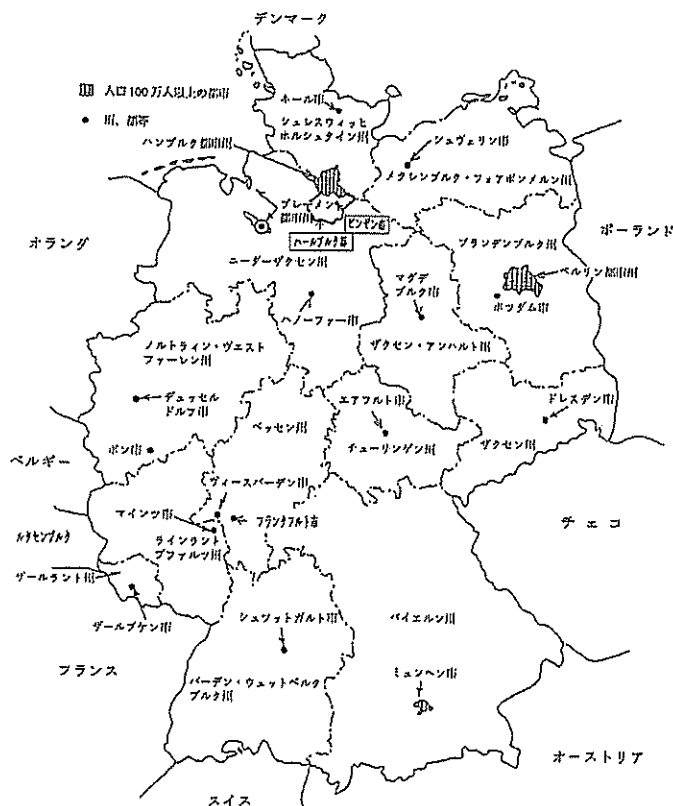 デンマーク
人口100万人以上の都市
州、都等
ホール市
シュレスウィッヒ
ホルシュタイン州
ハンブルク都市州
シュヴェリン市
メクレンブルク・フォアポンメルン州
ブレーメン
都市州
ビンゼン市
ハールブルク郡
オランダ
ニーダーザクセン州
ブランデンブルク州
ポーランド
ベルリン都市州
ポツダム市
マグデ
ブルク市
ハノーファー市
ザクセン・アンハルト州
ノルトライン・ヴエスト
ファーレン州
デュッセル
ドルフ市
ボン市
ベルギー
ヘッセン州
エアフルト市
チューリンゲン州
ドレスデン市
ザクセン州
ヴィースバーデン市
マインツ市
フランクフルト市
ラインラント
プファルツ州
ルクセンブルク
チェコ
ザールラント州
ザールブケン市
フランス
シュツットガルト市
バーデン・ウェットベルク
ブルク州
バイエルン州
ミュンヘン市
オーストリア
スイス